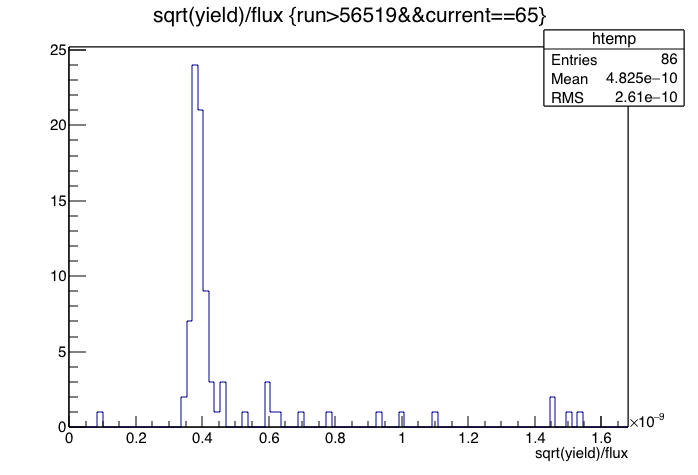 sqrt(yield)/flux {run>56519&&current==65}
htemp
Entries 86
Mean 4.825e−10
RMS 2.61e−10
25
20
15
10
5
0
0 0.2 0.4 0.6 0.8 1 1.2 1.4 1.6
×10⁻⁹
sqrt(yield)/flux